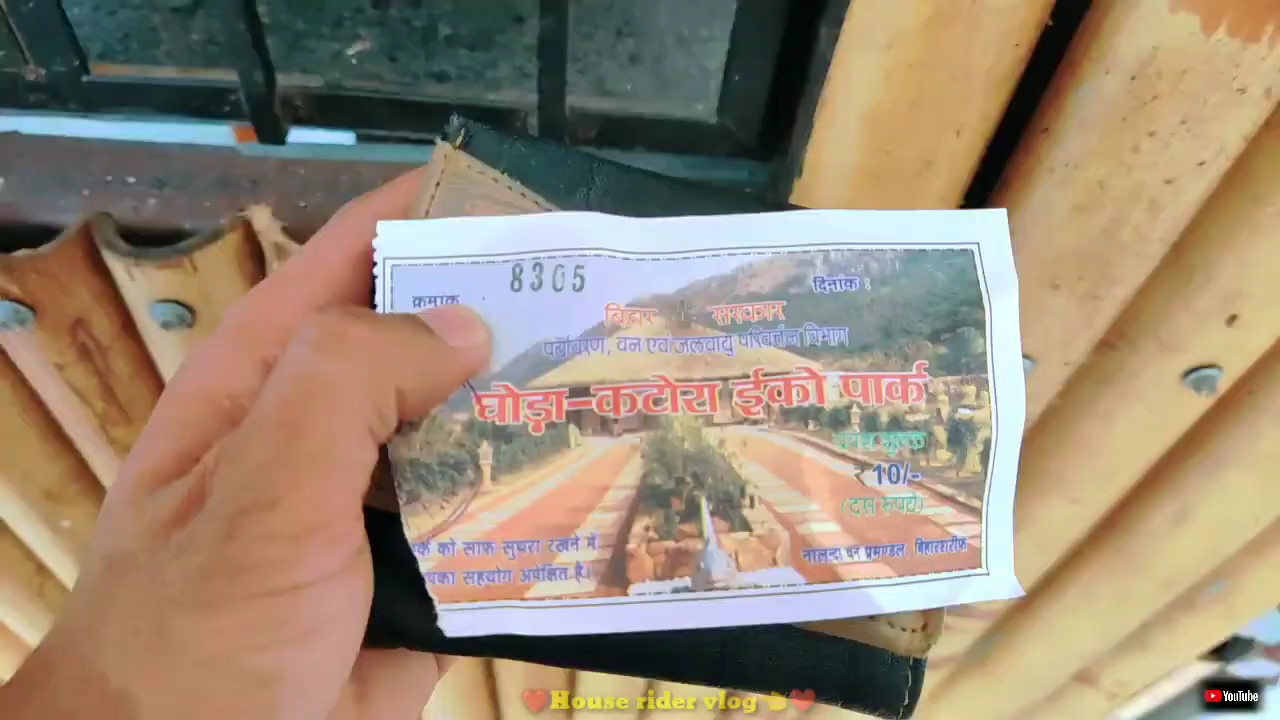 8305
क्रमांक
दिनांक :
बिहार सरकार
पर्यावरण, वन एवं जलवायु परिवर्तन विभाग
घोड़ा-कटोरा ईको पार्क
प्रवेश शुल्क
₹10/-
(दस रूपये)
र्क को साफ सुथरा रखने में
पका सहयोग अपेक्षित है।
नालन्दा वन प्रमण्डल, बिहारशरीफ
House rider vlog
YouTube